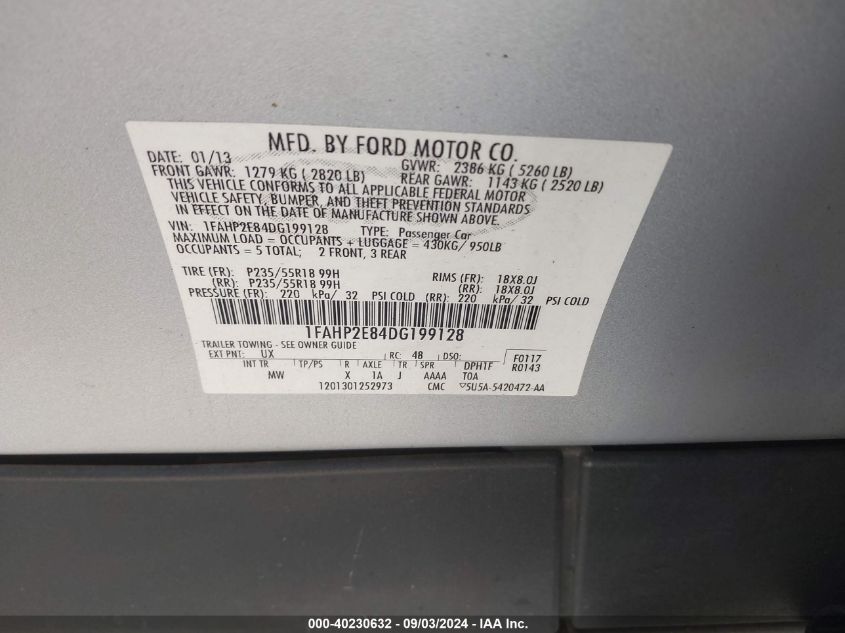 MFD. BY FORD MOTOR CO.
DATE: 01/13 GVWR: 2386 KG ( 5260 LB)
FRONT GAWR: 1279 KG ( 2820 LB) REAR GAWR: 1143 KG ( 2520 LB)
THIS VEHICLE CONFORMS TO ALL APPLICABLE FEDERAL MOTOR
VEHICLE SAFETY, BUMPER, AND THEFT PREVENTION STANDARDS
IN EFFECT ON THE DATE OF MANUFACTURE SHOWN ABOVE.
VIN: 1FAHP2E84DG199128 TYPE: Passenger Car
MAXIMUM LOAD = OCCUPANTS + LUGGAGE = 430KG/ 950LB
OCCUPANTS = 5 TOTAL; 2 FRONT, 3 REAR
TIRE (FR): P235/55R18 99H RIMS (FR): 18X8.0J
(RR): P235/55R18 99H (RR): 18X8.0J
PRESSURE (FR): 220 kPa/ 32 PSI COLD (RR): 220 kPa/ 32 PSI COLD
1FAHP2E84DG199128
TRAILER TOWING - SEE OWNER GUIDE
EXT PNT: UX RC: 48 DSO: F0117
INT TR TP/PS R AXLE TR SPR DPHTF R0143
MW X 1A J AAAA TOA
1201301252973 CMC 5U5A-5420472-AA
000-40230632 - 09/03/2024 - IAA Inc.